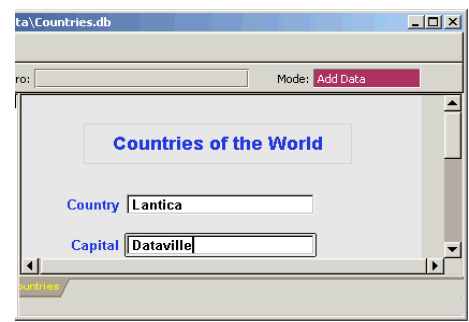 ta\Countries.db
ro: Mode: Add Data
Countries of the World
Country Lantica
Capital Dataville
ountries